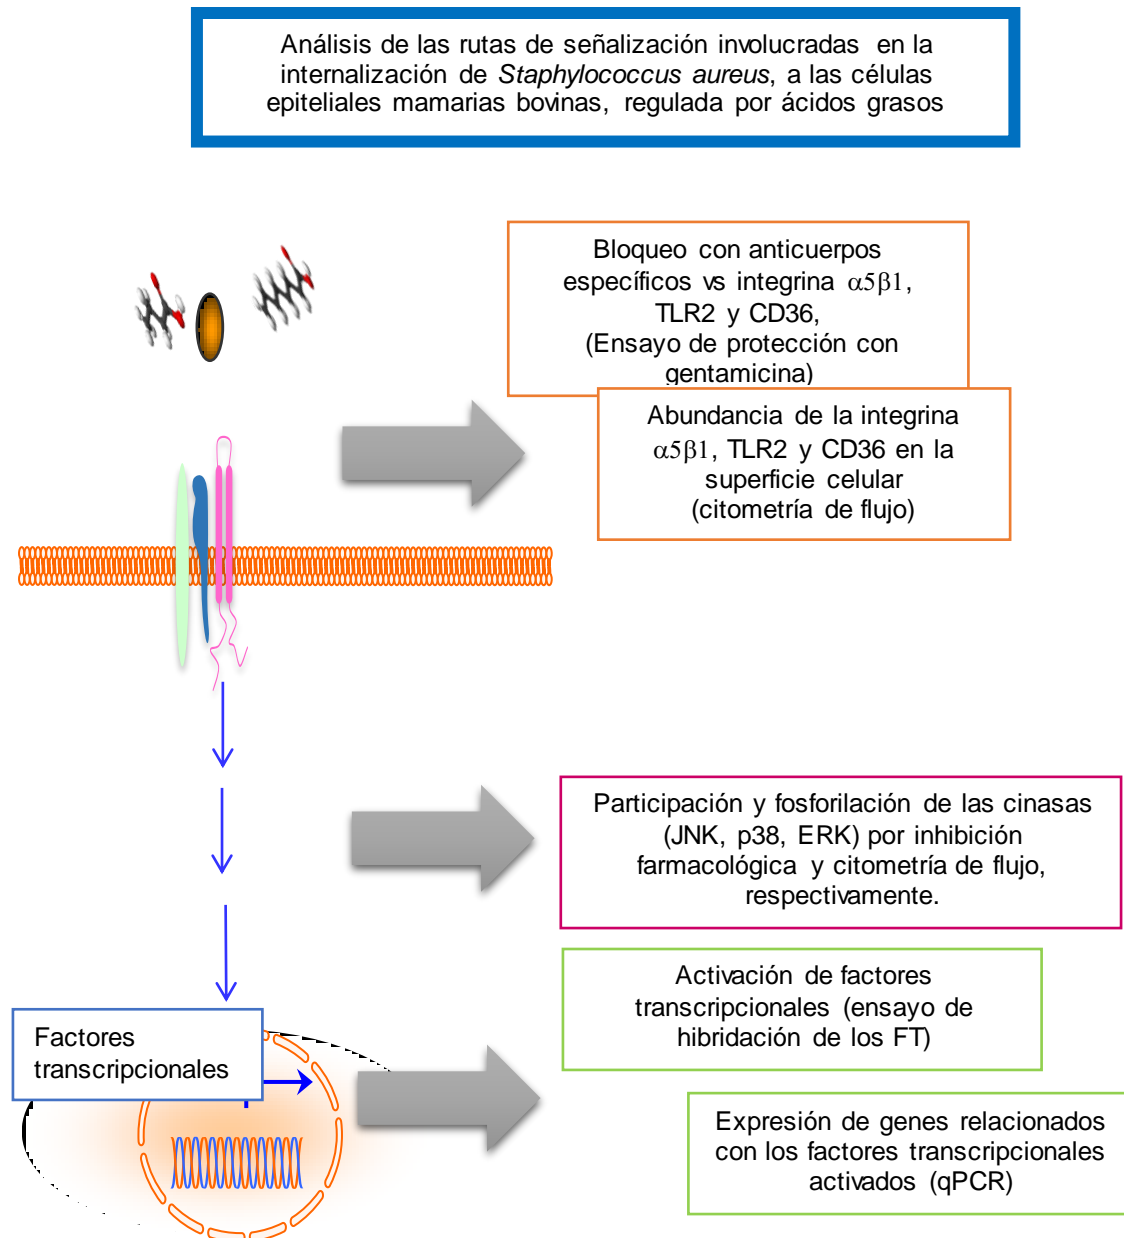 Análisis de las rutas de señalización involucradas en la
internalización de Staphylococcus aureus, a las células
epiteliales mamarias bovinas, regulada por ácidos grasos
Bloqueo con anticuerpos
específicos vs integrina α5β1,
TLR2 y CD36,
(Ensayo de protección con
gentamicina)
Abundancia de la integrina
α5β1, TLR2 y CD36 en la
superficie celular
(citometría de flujo)
Participación y fosforilación de las cinasas
(JNK, p38, ERK) por inhibición
farmacológica y citometría de flujo,
respectivamente.
Activación de factores
transcripcionales (ensayo de
hibridación de los FT)
Factores
transcripcionales
Expresión de genes relacionados
con los factores transcripcionales
activados (qPCR)